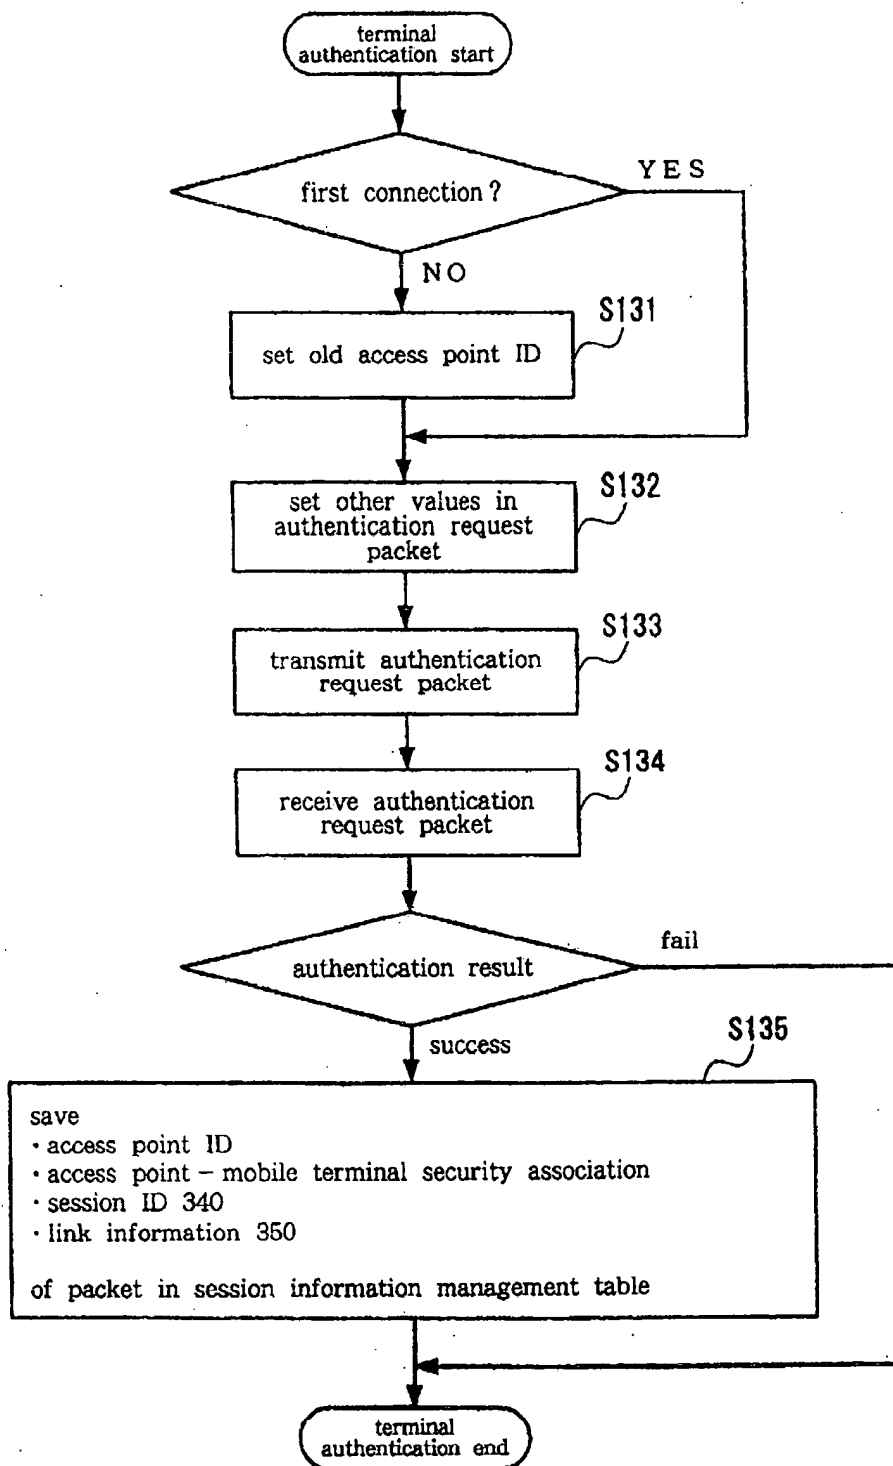 terminal
authentication start
first connection?
YES
NO
S131
set old access point ID
S132
set other values in
authentication request
packet
S133
transmit authentication
request packet
S134
receive authentication
request packet
authentication result
fail
success
S135
save
・access point ID
・access point – mobile terminal security association
・session ID 340
・link information 350
of packet in session information management table
terminal
authentication end